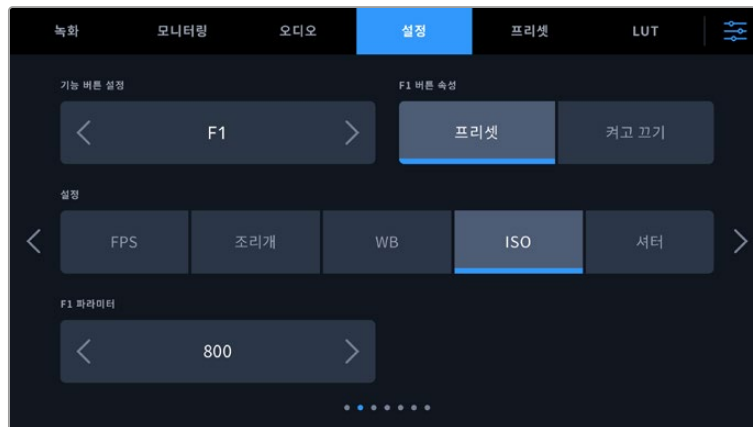 녹화 모니터링 오디오 설정 프리셋 LUT
기능 버튼 설정 F1 버튼 속성
F1 프리셋 켜고 끄기
설정
FPS 조리개 WB ISO 셔터
F1 파라미터
800